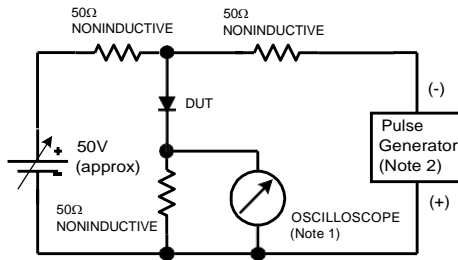 50Ω
NONINDUCTIVE
50Ω
NONINDUCTIVE
DUT
(-)
+
50V
(approx)
-
Pulse
Generator
(Note 2)
50Ω
NONINDUCTIVE
OSCILLOSCOPE
(Note 1)
(+)